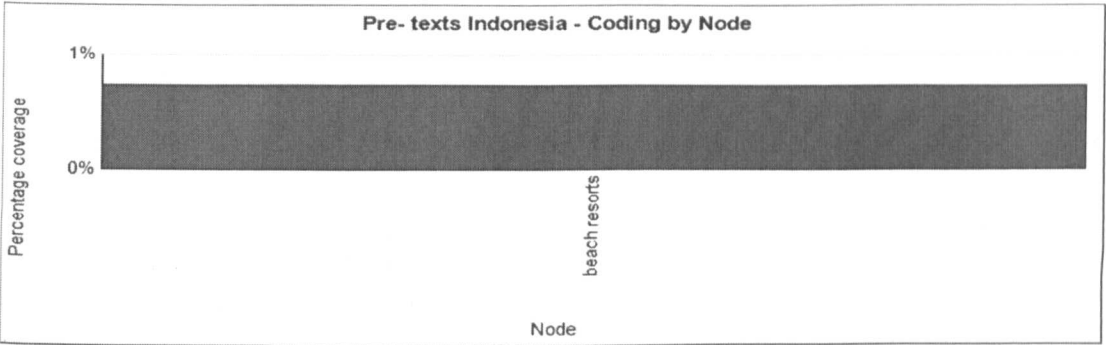 Pre- texts Indonesia - Coding by Node
1%
Percentage coverage
0%
beach resorts
Node